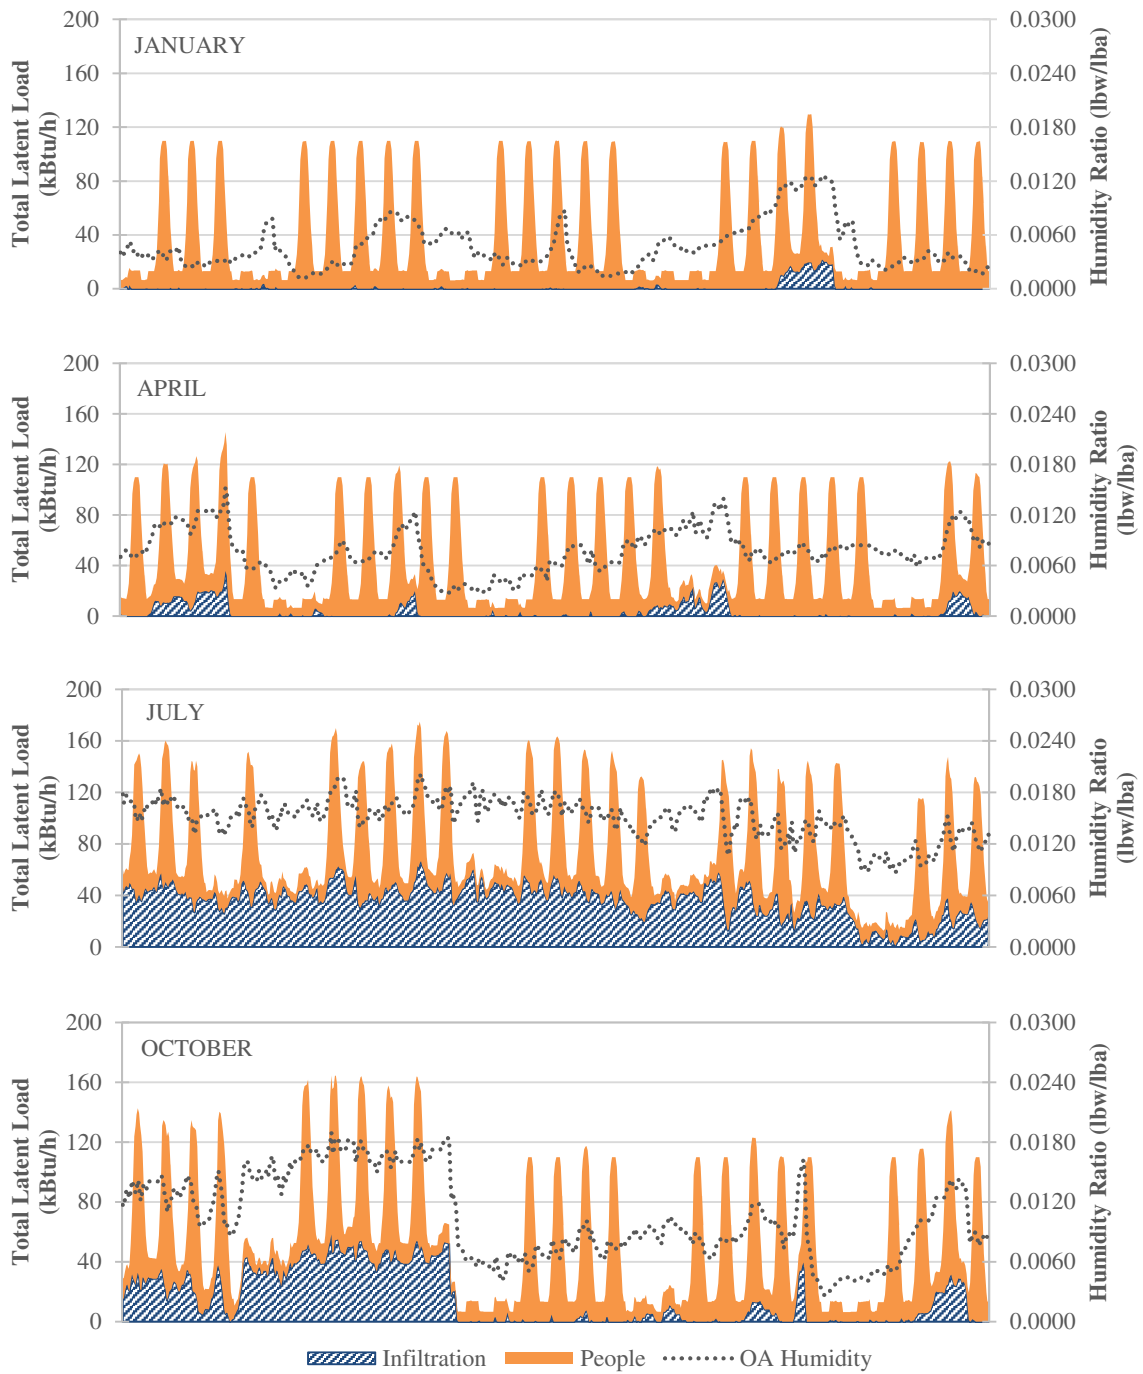 JANUARY
Total Latent Load
(kBtu/h)
200
160
120
80
40
0
0.0300
0.0240
0.0180
0.0120
0.0060
0.0000
Humidity Ratio (lbw/lba)
APRIL
Total Latent Load
(kBtu/h)
200
160
120
80
40
0
0.0300
0.0240
0.0180
0.0120
0.0060
0.0000
Humidity Ratio
(lbw/lba)
JULY
Total Latent Load
(kBtu/h)
200
160
120
80
40
0
0.0300
0.0240
0.0180
0.0120
0.0060
0.0000
Humidity Ratio
(lbw/lba)
OCTOBER
Total Latent Load
(kBtu/h)
200
160
120
80
40
0
0.0300
0.0240
0.0180
0.0120
0.0060
0.0000
Humidity Ratio (lbw/lba)
Infiltration People OA Humidity